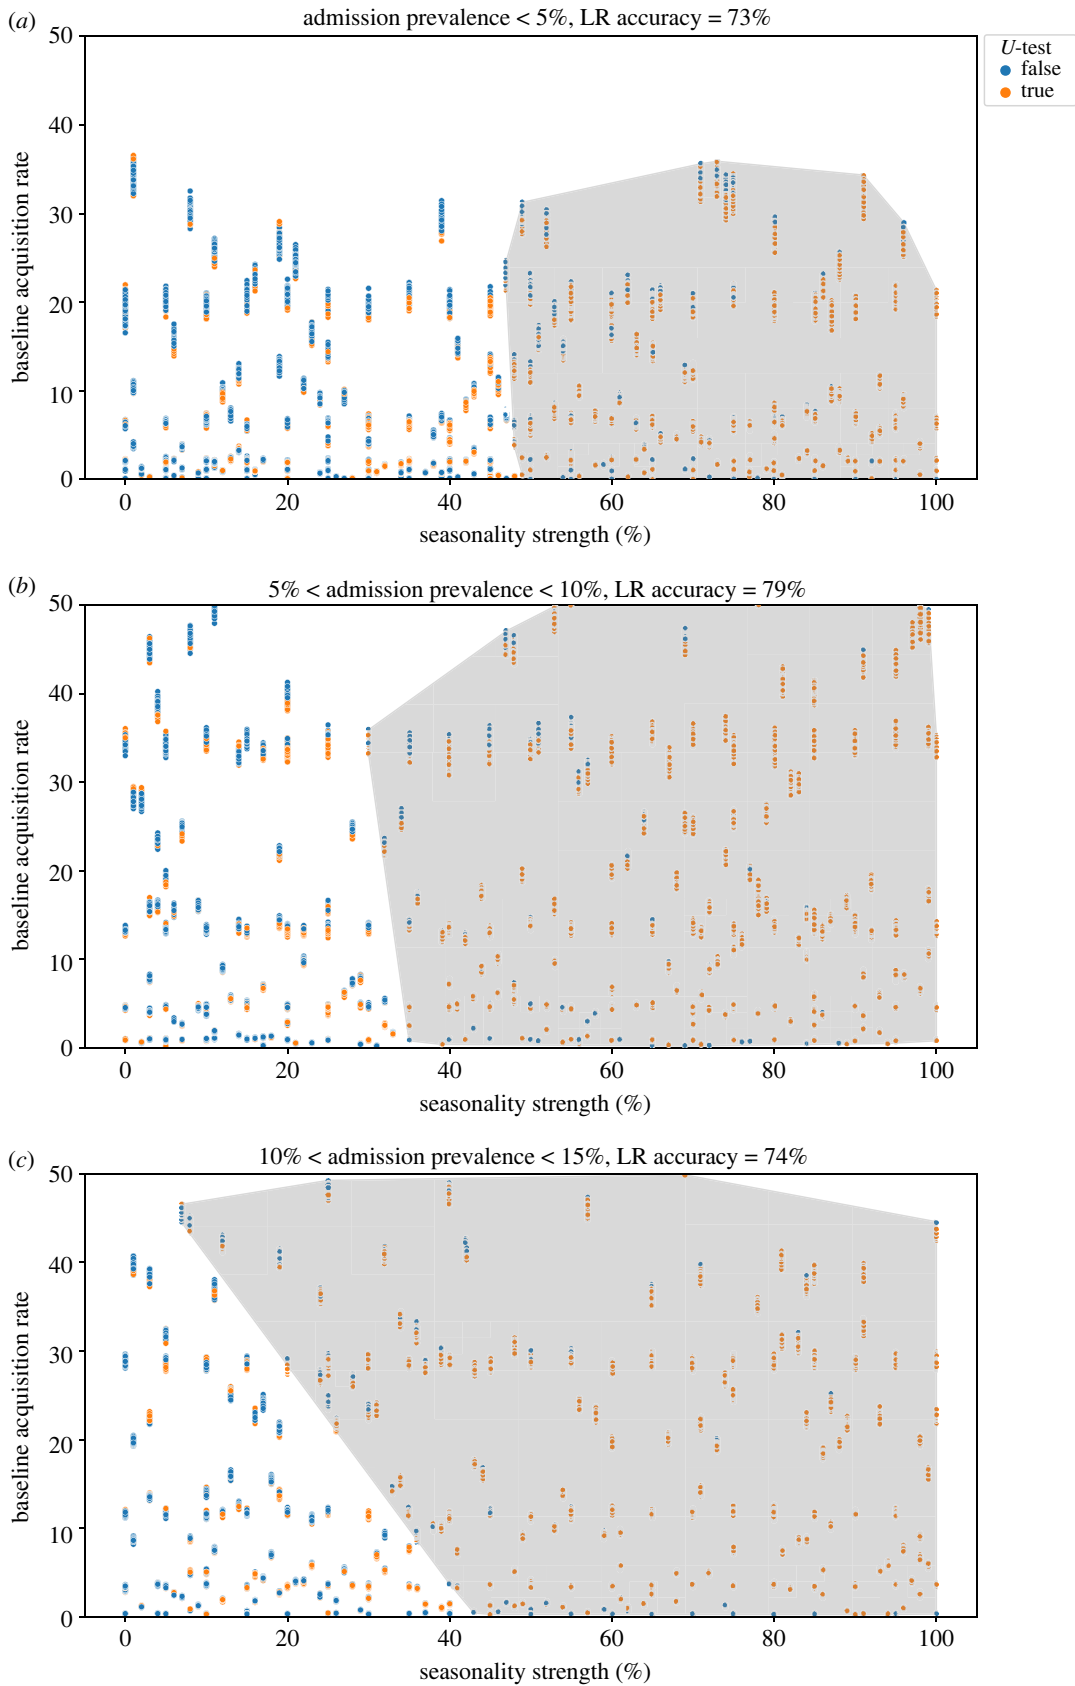 (a)
admission prevalence < 5%, LR accuracy = 73%
U-test
false
true
baseline acquisition rate
50
40
30
20
10
0
0 20 40 60 80 100
seasonality strength (%)
(b)
5% < admission prevalence < 10%, LR accuracy = 79%
baseline acquisition rate
50
40
30
20
10
0
0 20 40 60 80 100
seasonality strength (%)
(c)
10% < admission prevalence < 15%, LR accuracy = 74%
baseline acquisition rate
50
40
30
20
10
0
0 20 40 60 80 100
seasonality strength (%)